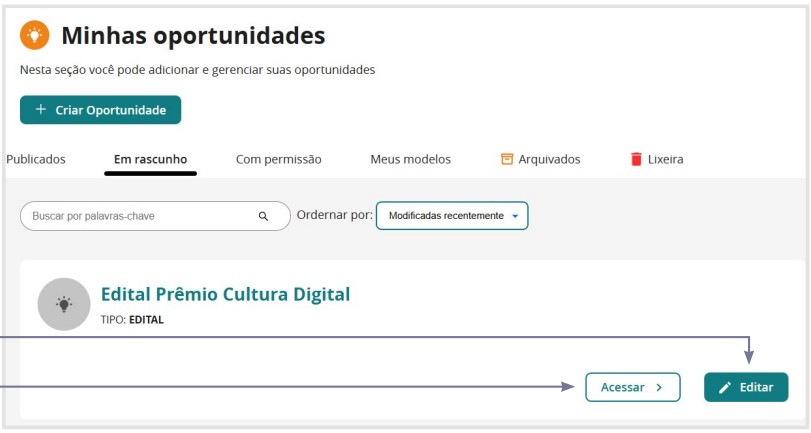 Minhas oportunidades
Nesta seção você pode adicionar e gerenciar suas oportunidades
+ Criar Oportunidade
Publicados Em rascunho Com permissão Meus modelos Arquivados Lixeira
Buscar por palavras-chave Ordernar por: Modificadas recentemente
Edital Prêmio Cultura Digital
TIPO: EDITAL
Acessar > Editar